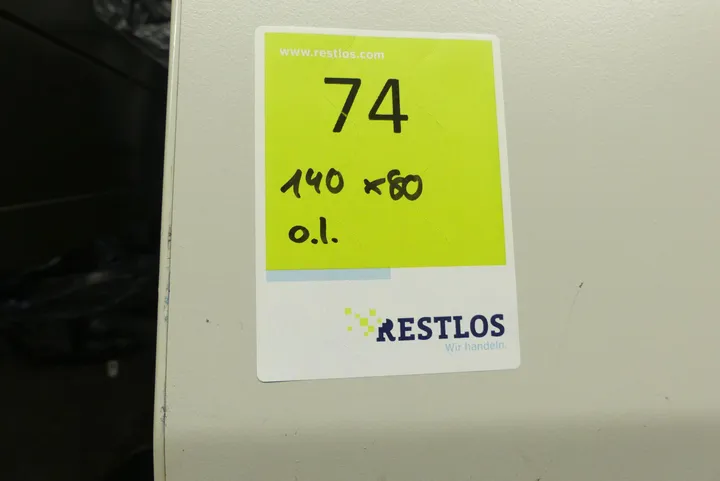 www.restlos.com
74
140 x80
o.l.
RESTLOS
Wir handeln.